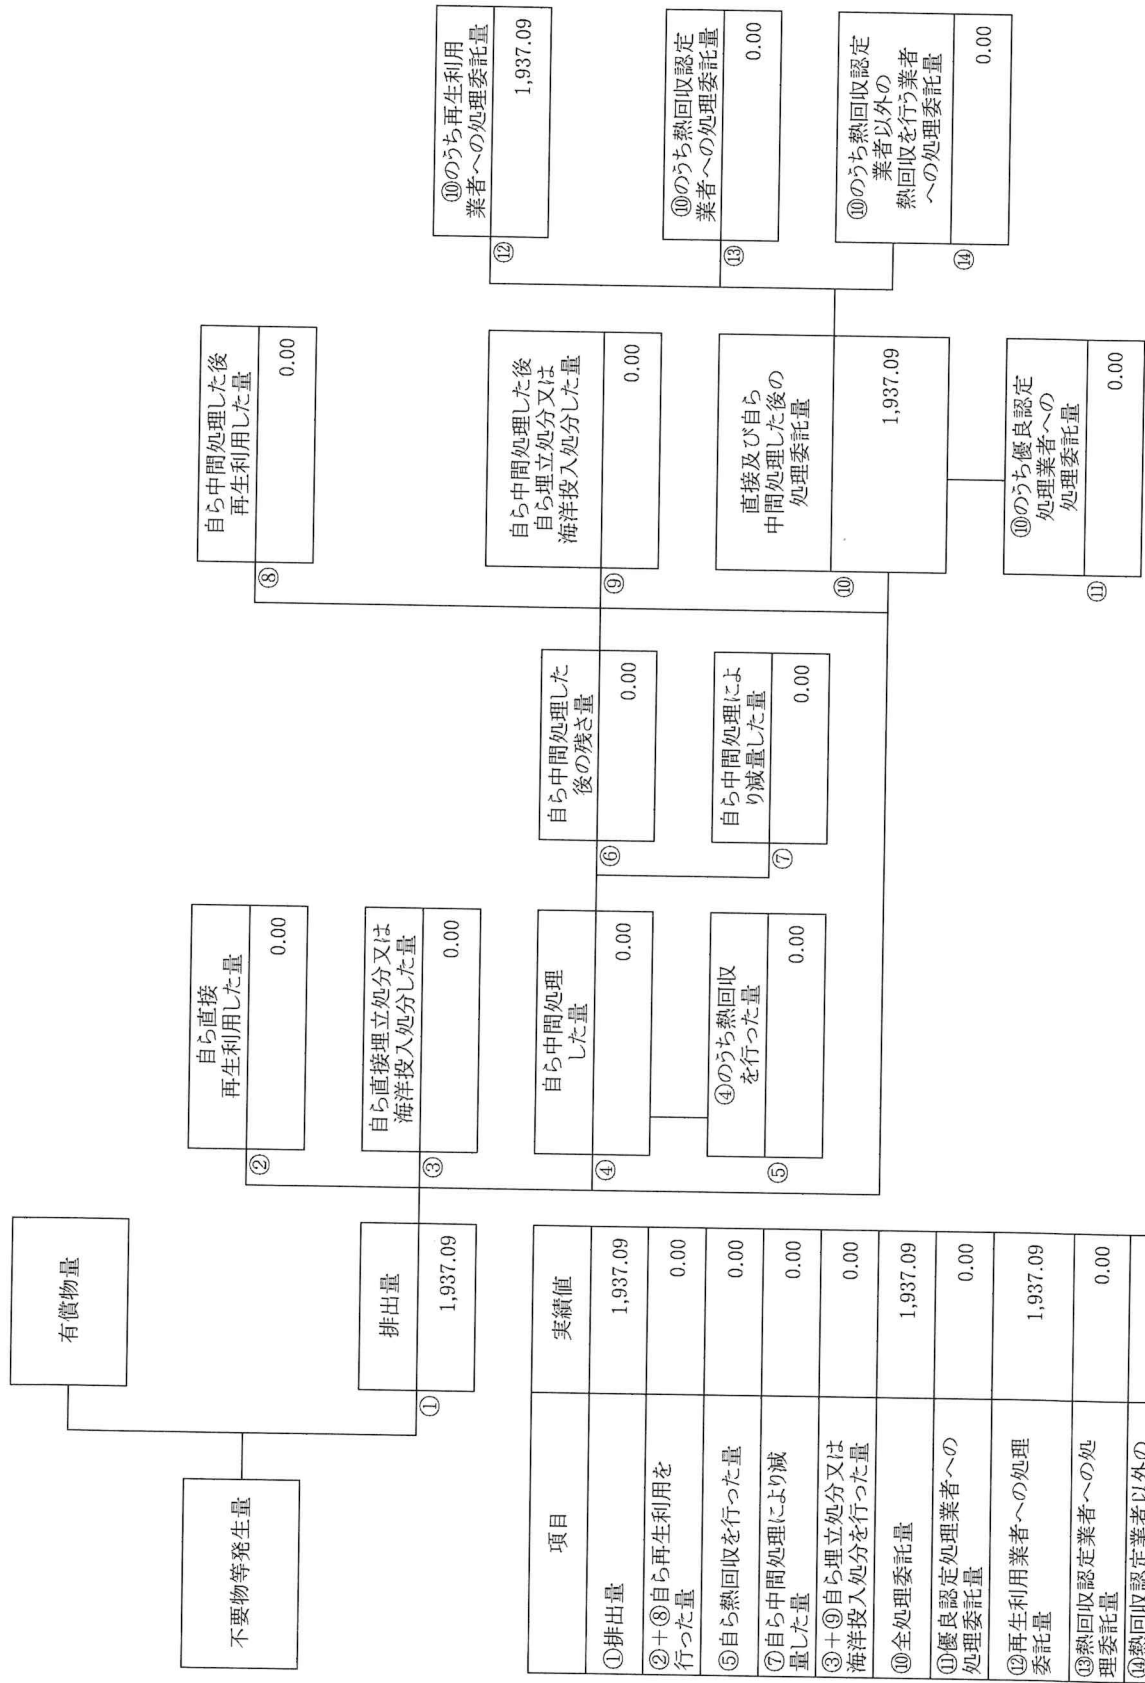 不要物等発生量
有償物量
排出量
①
1,937.09
自ら直接
再生利用した量
②
0.00
自ら直接埋立処分又は
海洋投入処分した量
③
0.00
自ら中間処理
した量
④
0.00
④のうち熱回収
を行った量
⑤
0.00
自ら中間処理した
後の残さ量
⑥
0.00
自ら中間処理によ
り減量した量
⑦
0.00
自ら中間処理した後
再生利用した量
⑧
0.00
自ら中間処理した後
自ら埋立処分又は
海洋投入処分した量
⑨
0.00
直接及び自ら
中間処理した後の
処理委託量
⑩
1,937.09
⑩のうち優良認定
処理業者への
処理委託量
⑪
0.00
⑩のうち再生利用
業者への処理委託量
⑫
1,937.09
⑩のうち熱回収認定
業者への処理委託量
⑬
0.00
⑩のうち熱回収認定
業者以外の
熱回収を行う業者
への処理委託量
⑭
0.00
項目 実績値
①排出量 1,937.09
②+⑧自ら再生利用を
行った量 0.00
⑤自ら熱回収を行った量 0.00
⑦自ら中間処理により減
量した量 0.00
③+⑨自ら埋立処分又は
海洋投入処分を行った量 0.00
⑩全処理委託量 1,937.09
⑪優良認定処理業者への
処理委託量 0.00
⑫再生利用業者への処理
委託量 1,937.09
⑬熱回収認定業者への処
理委託量 0.00
⑭熱回収認定業者以外の